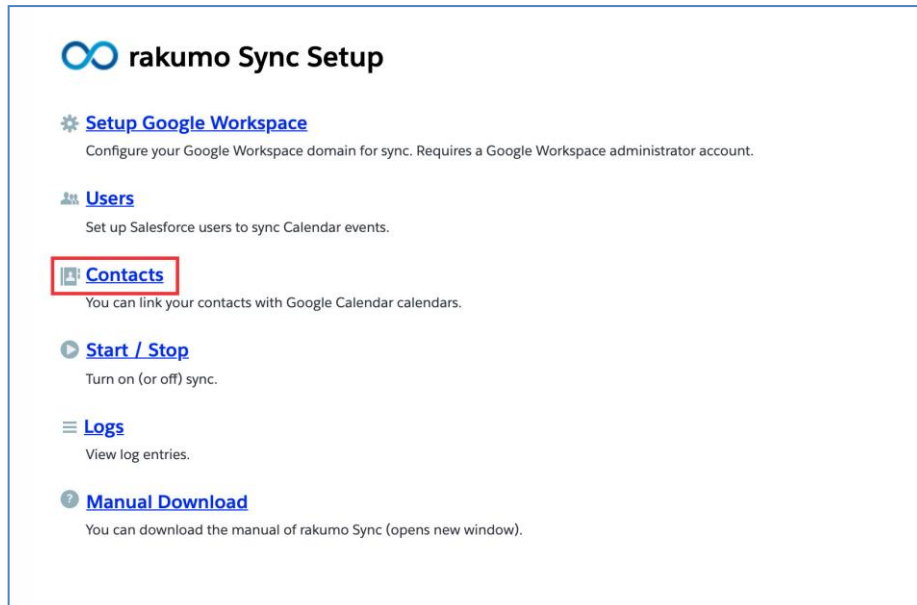 rakumo Sync Setup
Setup Google Workspace
Configure your Google Workspace domain for sync. Requires a Google Workspace administrator account.
Users
Set up Salesforce users to sync Calendar events.
Contacts
You can link your contacts with Google Calendar calendars.
Start / Stop
Turn on (or off) sync.
Logs
View log entries.
Manual Download
You can download the manual of rakumo Sync (opens new window).